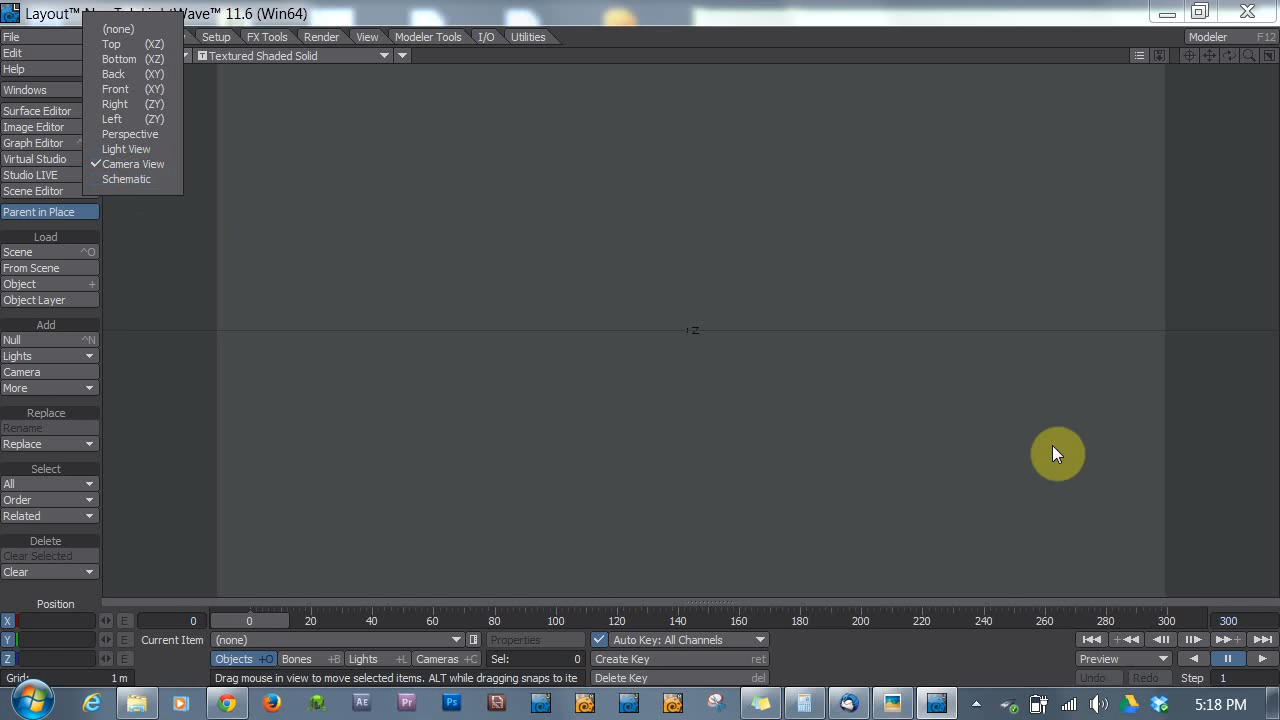 Layout™ NewTek LightWave™ 11.6 (Win64)
File
Setup
FX Tools
Render
View
Modeler Tools
I/O
Utilities
Modeler F12
Edit
Textured Shaded Solid
Help
Windows
(none)
Top (XZ)
Bottom (XZ)
Back (XY)
Front (XY)
Right (ZY)
Left (ZY)
Perspective
Light View
Camera View
Schematic
Surface Editor
Image Editor
Graph Editor
Virtual Studio
Studio LIVE
Scene Editor
Parent in Place
Load
Scene ^O
From Scene
Object +
Object Layer
Add
Null ^N
Lights
Camera
More
Replace
Rename
Replace
Select
All
Order
Related
Delete
Clear Selected
Clear
Position
X E 0
0 20 40 60 80 100 120 140 160 180 200 220 240 260 280 300 300
Y E Current Item (none) Properties Auto Key: All Channels
Z E Objects +O Bones +B Lights +L Cameras +C Sel: 0 Create Key ret Preview
Grid: 1 m Drag mouse in view to move selected items. ALT while dragging snaps to ite Delete Key del Undo Redo Step 1
5:18 PM